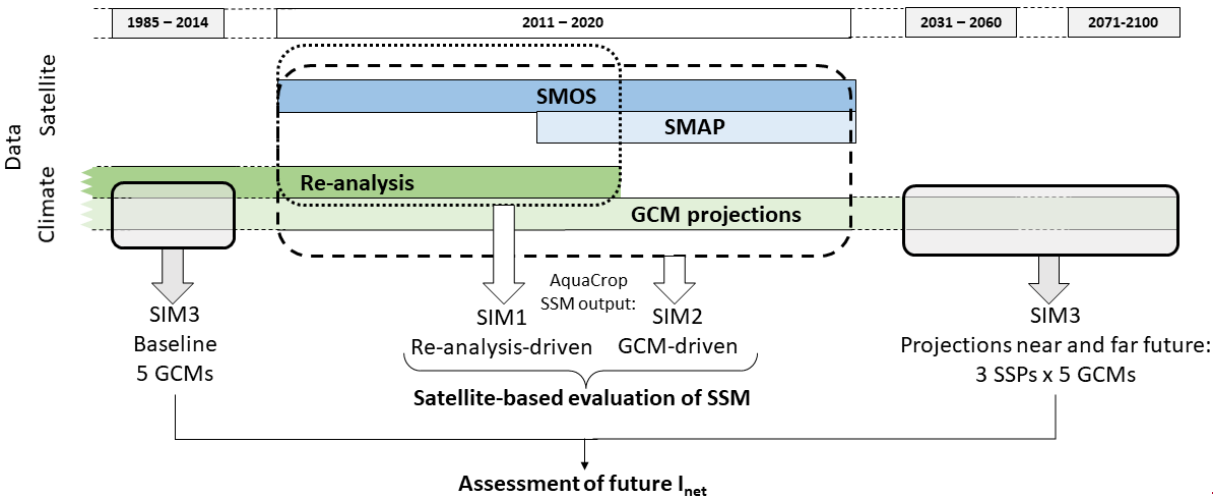 1985 – 2014
2011 – 2020
2031 – 2060
2071-2100
Data
Satellite
Climate
SMOS
SMAP
Re-analysis
GCM projections
AquaCrop
SSM output:
SIM3
Baseline
5 GCMs
SIM1
Re-analysis-driven
SIM2
GCM-driven
Satellite-based evaluation of SSM
SIM3
Projections near and far future:
3 SSPs x 5 GCMs
Assessment of future Inet